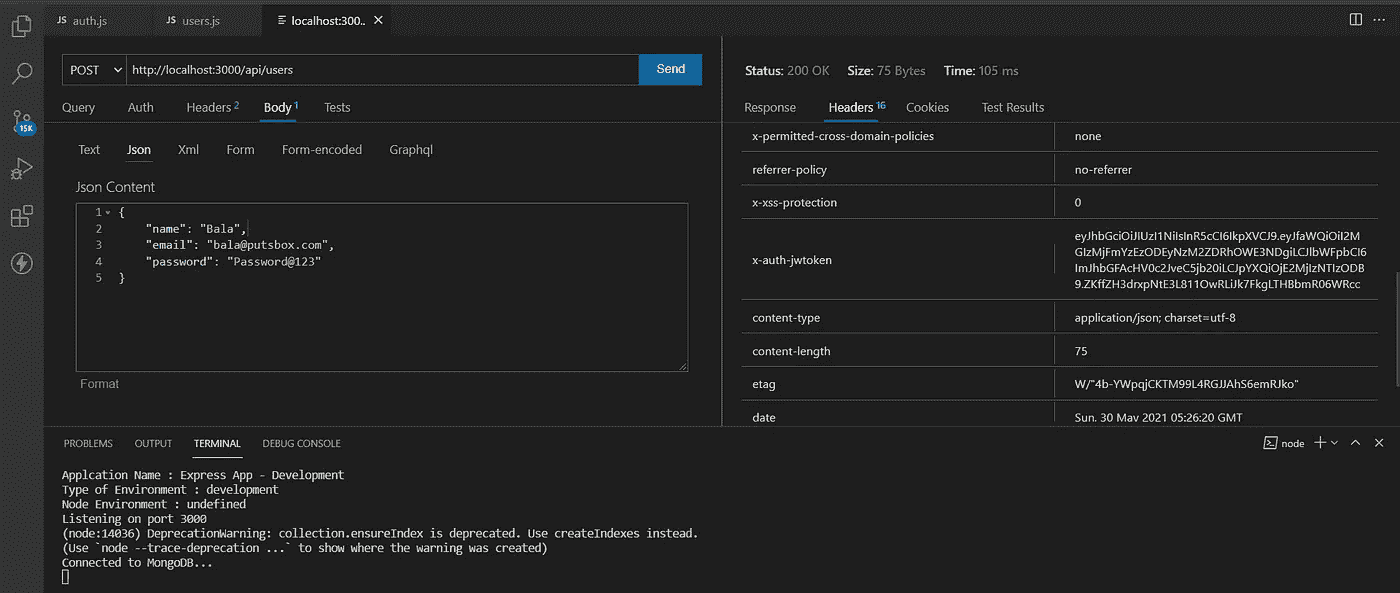 JS auth.js JS users.js localhost:300..
15K
POST http://localhost:3000/api/users Send
Query Auth Headers 2 Body 1 Tests
Text Json Xml Form Form-encoded Graphql
Json Content
1 {
2 "name": "Bala",
3 "email": "bala@putsbox.com",
4 "password": "Password@123"
5 }
Format
Status: 200 OK Size: 75 Bytes Time: 105 ms
Response Headers 16 Cookies Test Results
x-permitted-cross-domain-policies none
referrer-policy no-referrer
x-xss-protection 0
x-auth-jwtoken
eyJhbGciOiJIUzI1NiIsInR5cCI6IkpXVCJ9.eyJfaWQiOiI2M
GIzMjFmYzEzODEyNzM2ZDRhOWE3NDgiLCJlbWFpbCI6
ImJhbGFAcHV0c2JveC5jb20iLCJpYXQiOjE2MjIzNTIzODB
9.ZKffZH3drxpNtE3L811OwRLiJk7FkgLTHBbmR06WRcc
content-type application/json; charset=utf-8
content-length 75
etag W/"4b-YWpqjCKTM99L4RGJJAhS6emRJko"
date Sun, 30 May 2021 05:26:20 GMT
PROBLEMS OUTPUT TERMINAL DEBUG CONSOLE node
Applcation Name : Express App - Development
Type of Environment : development
Node Environment : undefined
Listening on port 3000
(node:14036) DeprecationWarning: collection.ensureIndex is deprecated. Use createIndexes instead.
(Use `node --trace-deprecation ...` to show where the warning was created)
Connected to MongoDB...